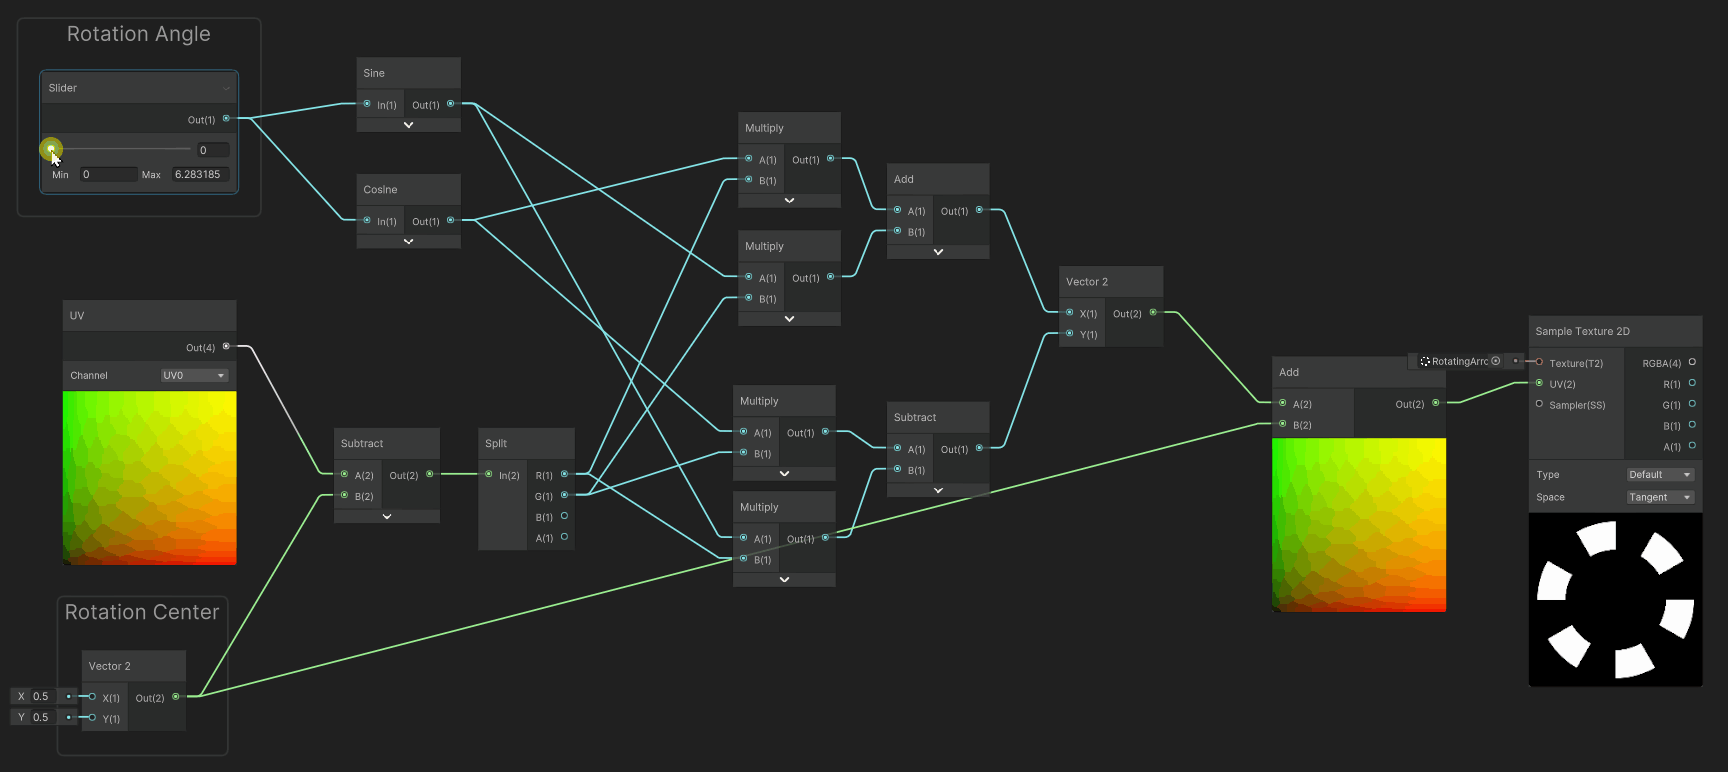 Rotation Angle
Slider
Out(1)
0
Min 0 Max 6.283185
Sine
In(1) Out(1)
Cosine
In(1) Out(1)
UV
Out(4)
Channel UV0
Rotation Center
Vector 2
X 0.5 X(1) Out(2)
Y 0.5 Y(1)
Subtract
A(2) Out(2)
B(2)
Split
In(2) R(1)
G(1)
B(1)
A(1)
Multiply
A(1) Out(1)
B(1)
Multiply
A(1) Out(1)
B(1)
Multiply
A(1) Out(1)
B(1)
Multiply
A(1) Out(1)
B(1)
Add
A(1) Out(1)
B(1)
Subtract
A(1) Out(1)
B(1)
Vector 2
X(1) Out(2)
Y(1)
Add
A(2) Out(2)
B(2)
RotatingArrc
Sample Texture 2D
Texture(T2) RGBA(4)
UV(2) R(1)
Sampler(SS) G(1)
B(1)
A(1)
Type Default
Space Tangent